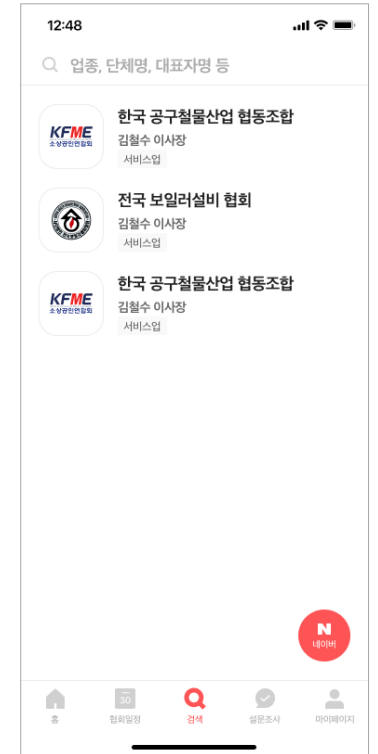 12:48
업종, 단체명, 대표자명 등
KFME
소상공인연합회
한국 공구철물산업 협동조합
김철수 이사장
서비스업
전국 보일러설비 협회
김철수 이사장
서비스업
KFME
소상공인연합회
한국 공구철물산업 협동조합
김철수 이사장
서비스업
N
네이버
30
홈
협회일정
검색
설문조사
마이페이지